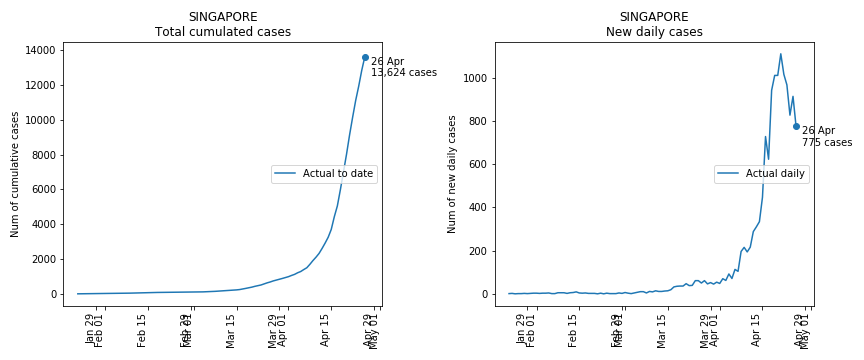 SINGAPORE
Total cumulated cases
Num of cumulative cases
14000
12000
10000
8000
6000
4000
2000
0
26 Apr
13,624 cases
Actual to date
Jan 29
Feb 01
Feb 15
Feb 29
Mar 01
Mar 15
Mar 29
Apr 01
Apr 15
Apr 29
May 01
SINGAPORE
New daily cases
Num of new daily cases
1000
800
600
400
200
0
26 Apr
775 cases
Actual daily
Jan 29
Feb 01
Feb 15
Feb 29
Mar 01
Mar 15
Mar 29
Apr 01
Apr 15
Apr 29
May 01